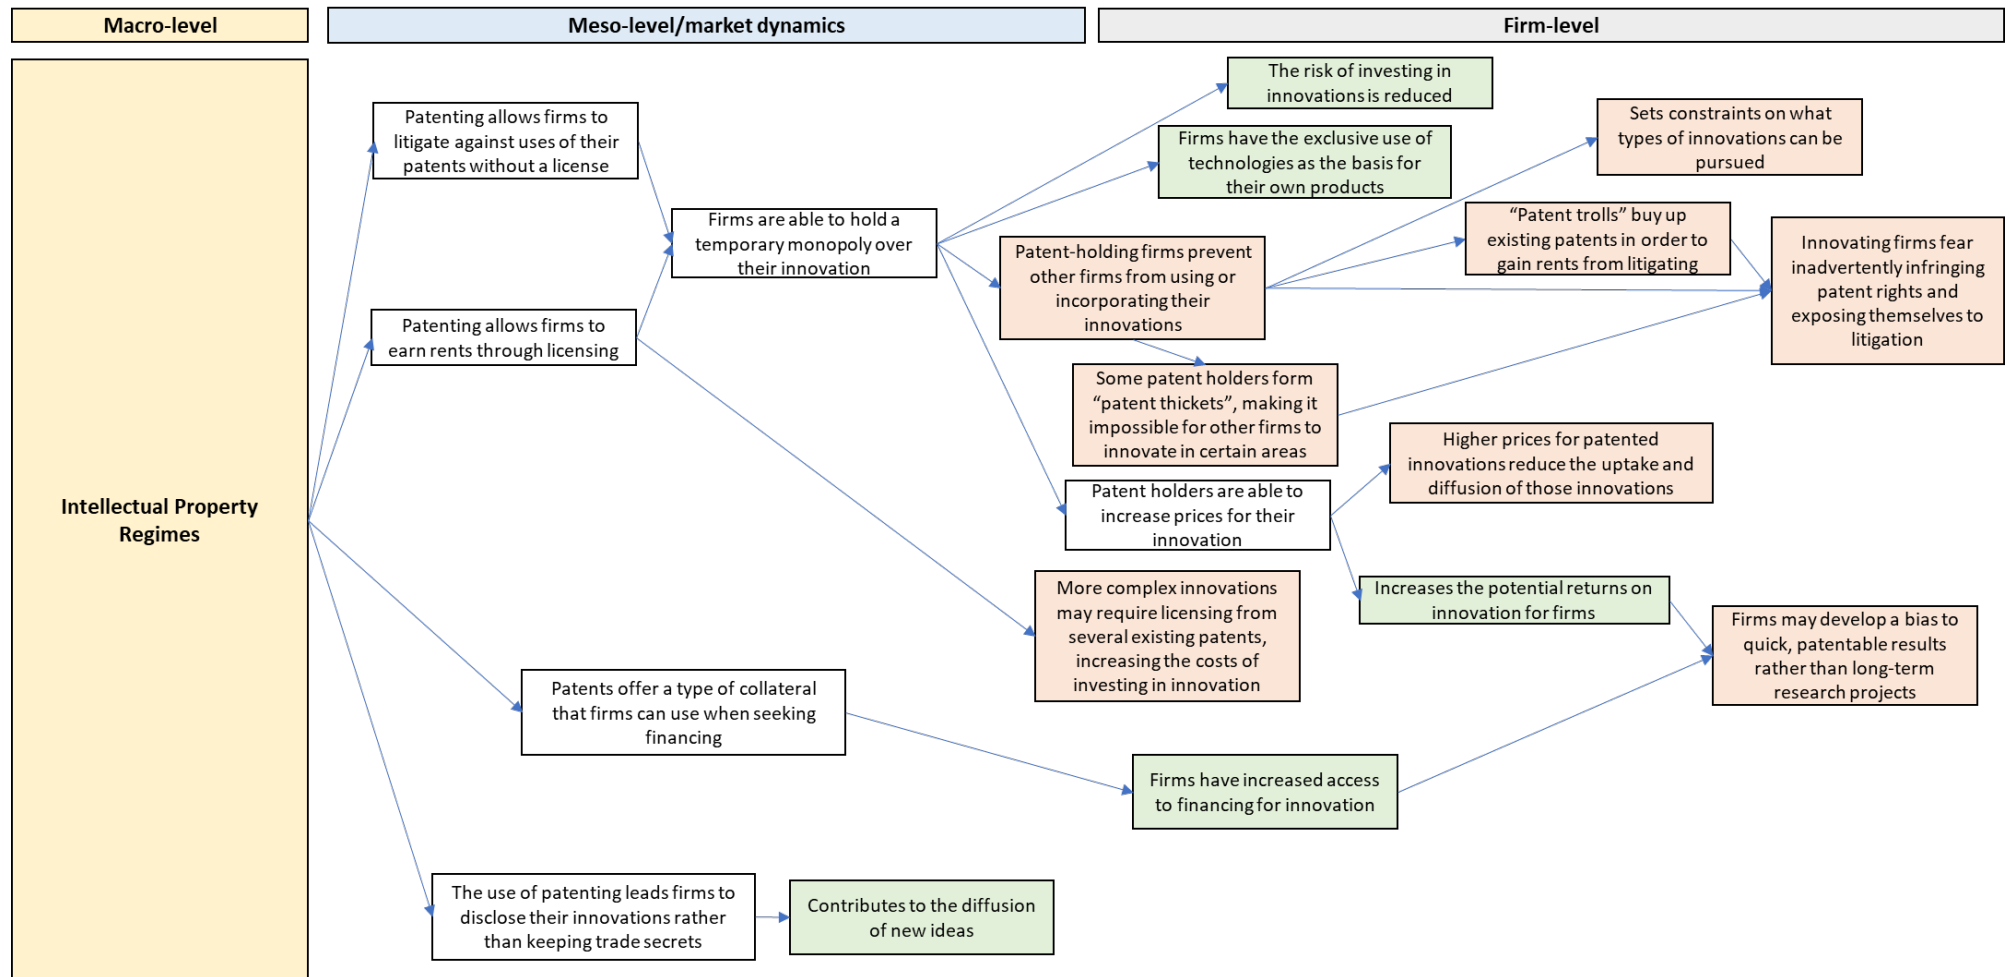 Macro-level
Meso-level/market dynamics
Firm-level
Intellectual Property
Regimes
Patenting allows firms to
litigate against uses of their
patents without a license
Patenting allows firms to
earn rents through licensing
Firms are able to hold a
temporary monopoly over
their innovation
Patents offer a type of collateral
that firms can use when seeking
financing
The use of patenting leads firms to
disclose their innovations rather
than keeping trade secrets
Contributes to the diffusion
of new ideas
The risk of investing in
innovations is reduced
Firms have the exclusive use of
technologies as the basis for
their own products
Patent-holding firms prevent
other firms from using or
incorporating their
innovations
Some patent holders form
“patent thickets”, making it
impossible for other firms to
innovate in certain areas
Patent holders are able to
increase prices for their
innovation
More complex innovations
may require licensing from
several existing patents,
increasing the costs of
investing in innovation
Firms have increased access
to financing for innovation
Sets constraints on what
types of innovations can be
pursued
“Patent trolls” buy up
existing patents in order to
gain rents from litigating
Innovating firms fear
inadvertently infringing
patent rights and
exposing themselves to
litigation
Higher prices for patented
innovations reduce the uptake and
diffusion of those innovations
Increases the potential returns on
innovation for firms
Firms may develop a bias to
quick, patentable results
rather than long-term
research projects